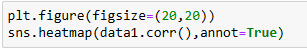 plt.figure(figsize=(20,20))
sns.heatmap(data1.corr(),annot=True)